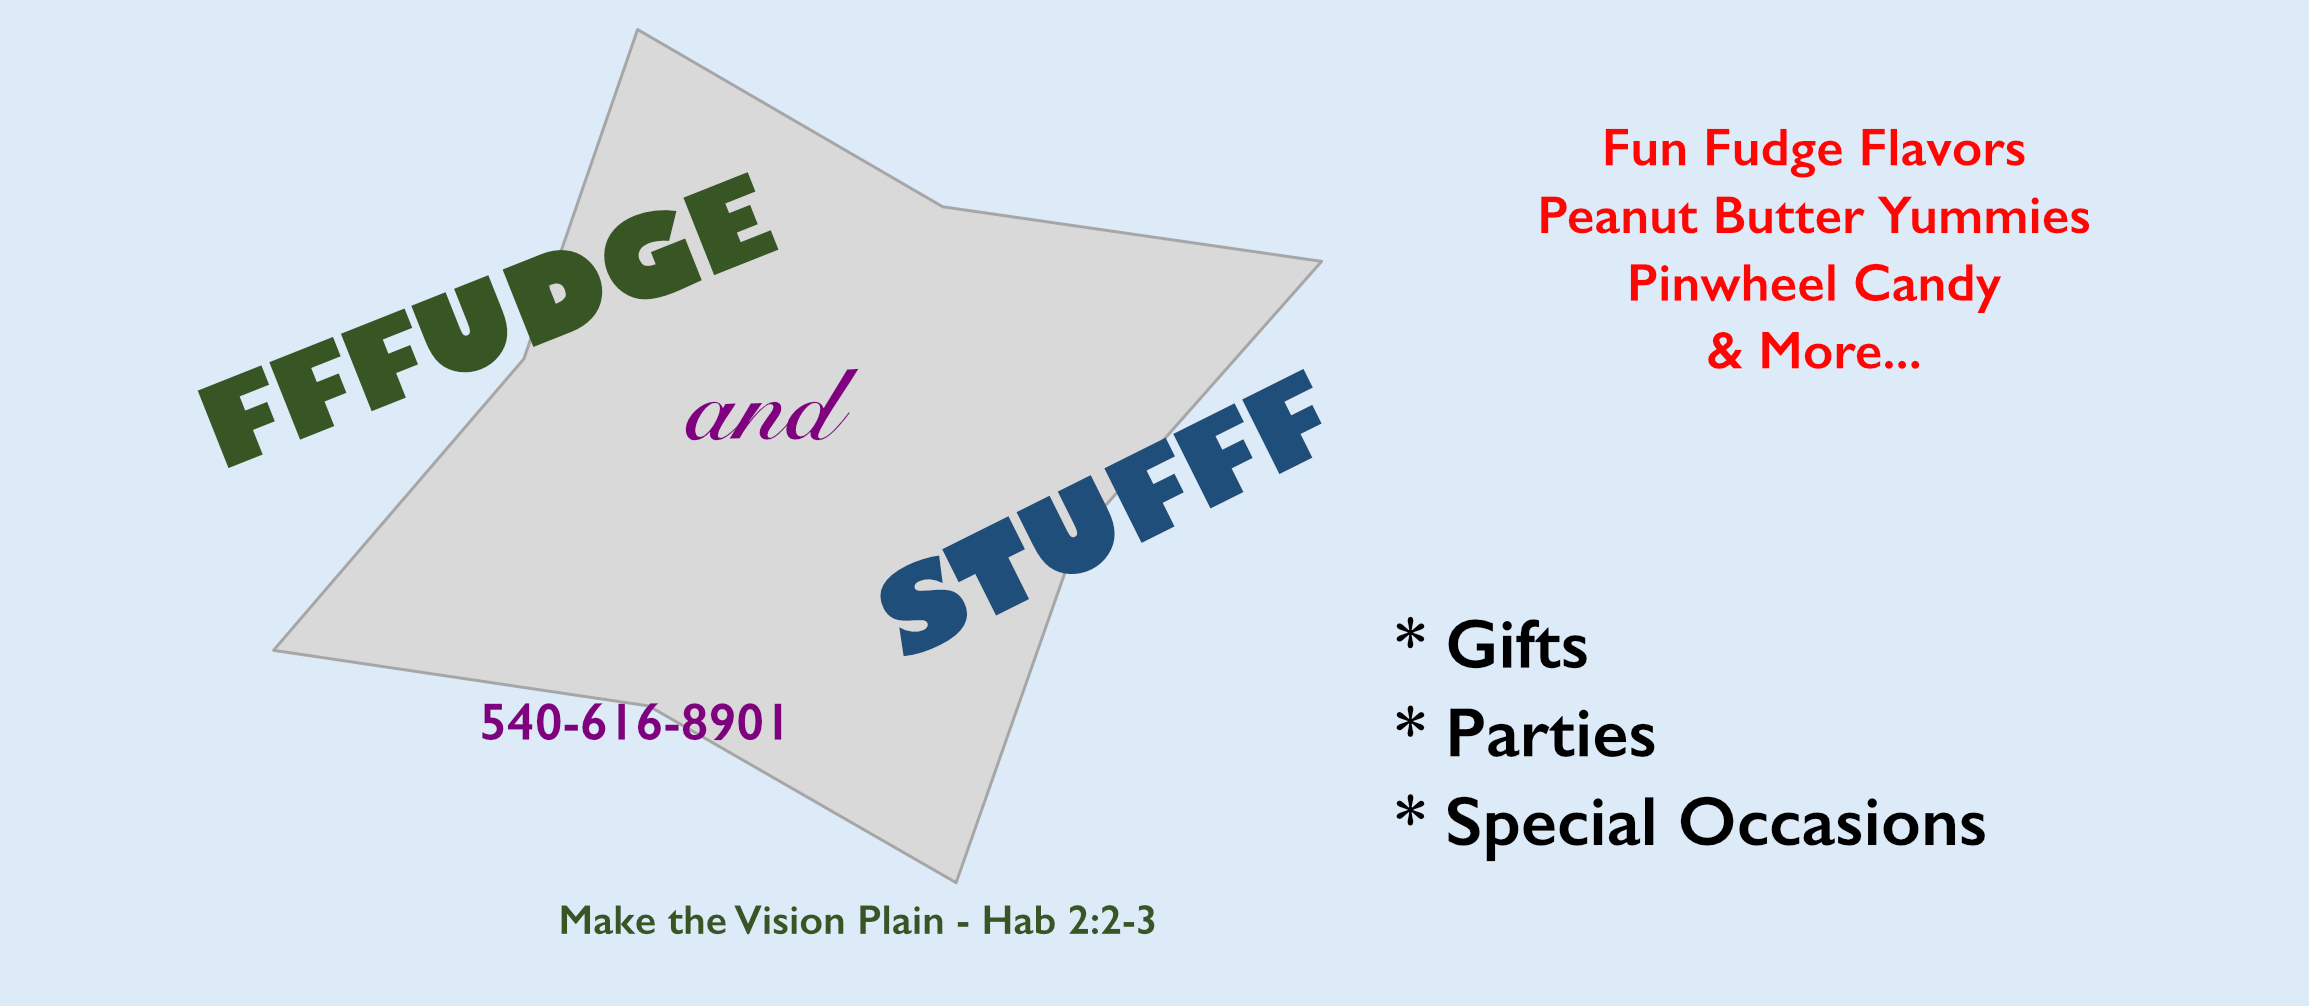 FFFUDGE
and
STUFFF
540-616-8901
Make the Vision Plain - Hab 2:2-3
Fun Fudge Flavors
Peanut Butter Yummies
Pinwheel Candy
& More...
* Gifts
* Parties
* Special Occasions